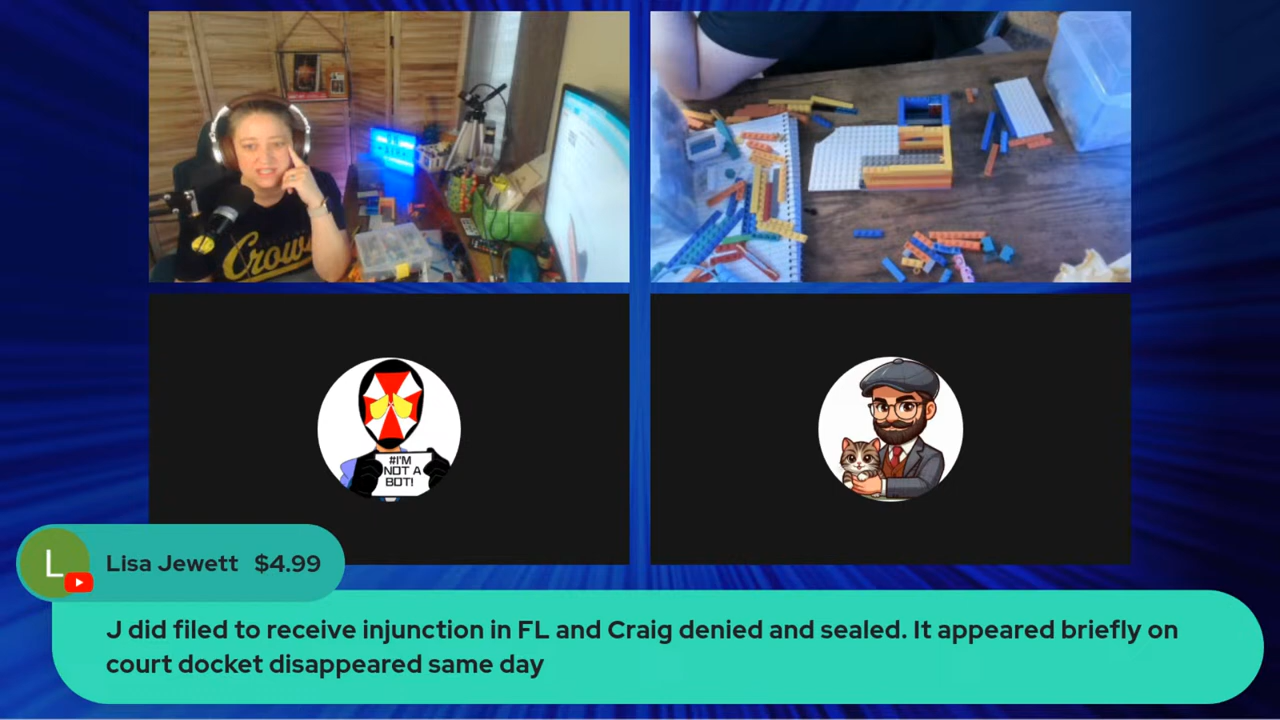 Crow
#I'M
NOT A
BOT!
L
Lisa Jewett $4.99
J did filed to receive injunction in FL and Craig denied and sealed. It appeared briefly on
court docket disappeared same day